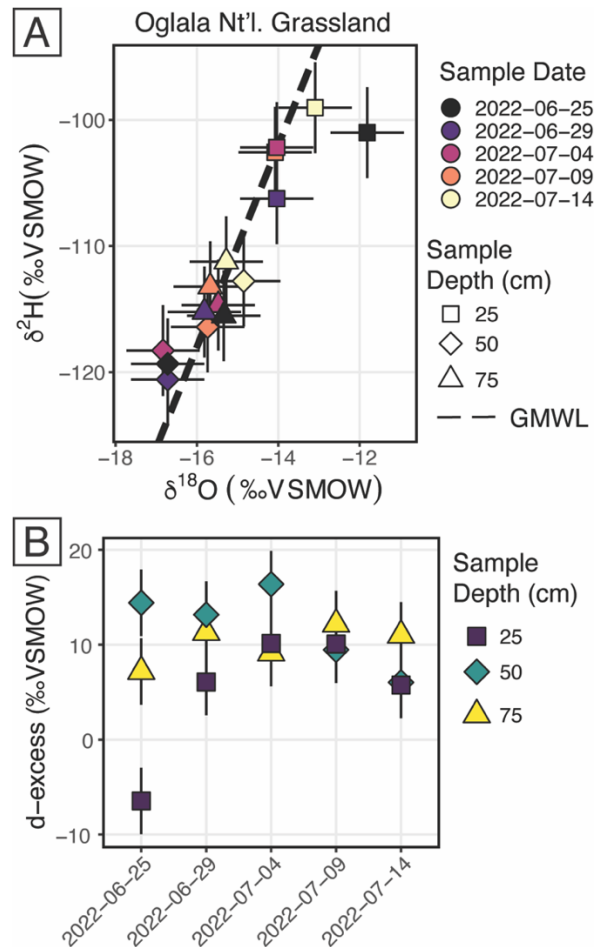 A
Oglala Nt'l. Grassland
−100
−110
−120
δ²H(‰VSMOW)
−18
−16
−14
−12
δ¹⁸O (‰VSMOW)
Sample Date
2022−06−25
2022−06−29
2022−07−04
2022−07−09
2022−07−14
Sample
Depth (cm)
25
50
75
GMWL
B
20
10
0
−10
d−excess (‰VSMOW)
2022−06−25
2022−06−29
2022−07−04
2022−07−09
2022−07−14
Sample
Depth (cm)
25
50
75